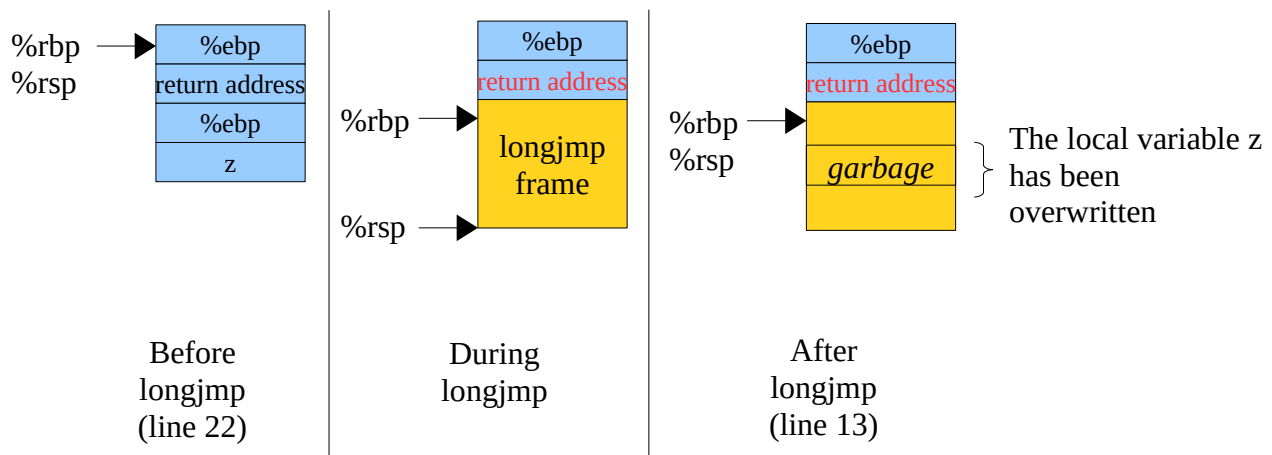 %rbp
%rsp
%ebp
return address
%ebp
z
Before
longjmp
(line 22)
%ebp
return address
%rbp
longjmp
frame
%rsp
During
longjmp
%ebp
return address
%rbp
%rsp
garbage
The local variable z
has been
overwritten
After
longjmp
(line 13)